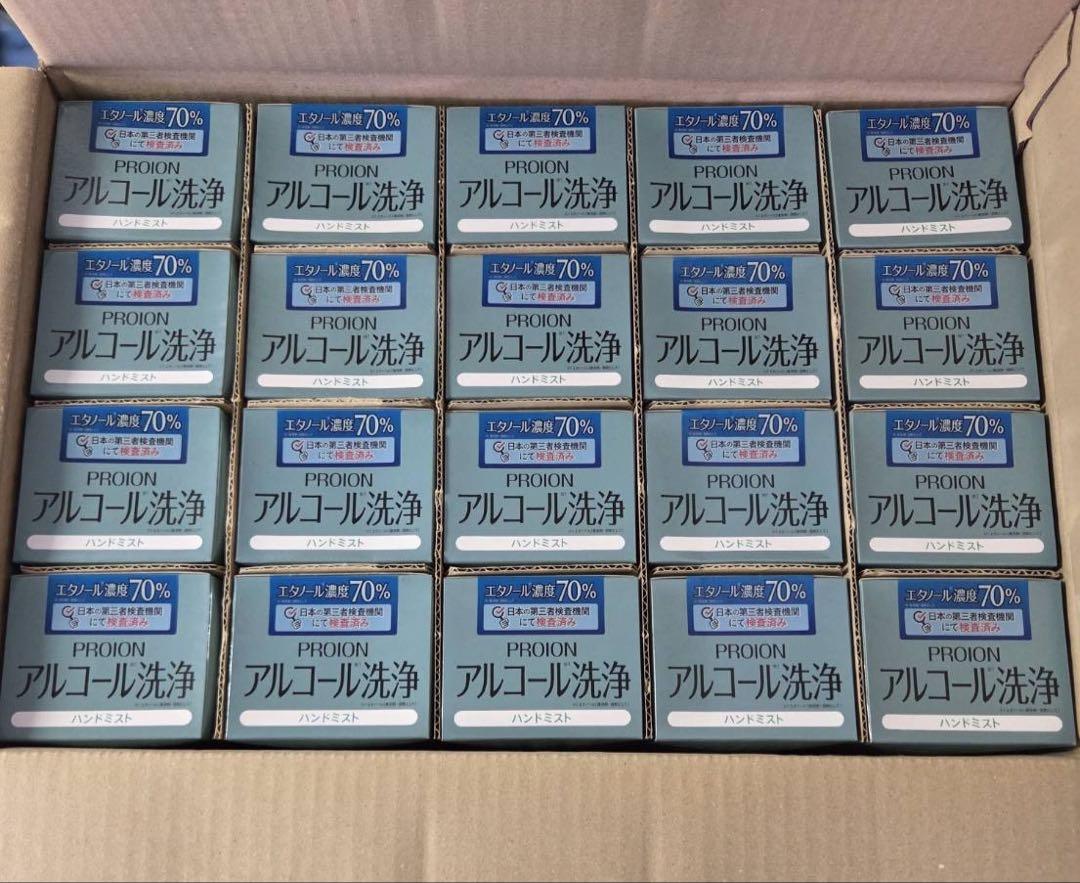 エタノール濃度70%
日本の第三者検査機関
にて検査済み
PROION
アルコール洗浄
ハンドミスト
エタノール濃度70%
日本の第三者検査機関
にて検査済み
PROION
アルコール洗浄
ハンドミスト
エタノール濃度70%
日本の第三者検査機関
にて検査済み
PROION
アルコール洗浄
ハンドミスト
エタノール濃度70%
日本の第三者検査機関
にて検査済み
PROION
アルコール洗浄
ハンドミスト
エタノール濃度70%
日本の第三者検査機関
にて検査済み
PROION
アルコール洗浄
ハンドミスト
エタノール濃度70%
日本の第三者検査機関
にて検査済み
PROION
アルコール洗浄
ハンドミスト
エタノール濃度70%
日本の第三者検査機関
にて検査済み
PROION
アルコール洗浄
ハンドミスト
エタノール濃度70%
日本の第三者検査機関
にて検査済み
PROION
アルコール洗浄
ハンドミスト
エタノール濃度70%
日本の第三者検査機関
にて検査済み
PROION
アルコール洗浄
ハンドミスト
エタノール濃度70%
日本の第三者検査機関
にて検査済み
PROION
アルコール洗浄
ハンドミスト
エタノール濃度70%
日本の第三者検査機関
にて検査済み
PROION
アルコール洗浄
ハンドミスト
エタノール濃度70%
日本の第三者検査機関
にて検査済み
PROION
アルコール洗浄
ハンドミスト
エタノール濃度70%
日本の第三者検査機関
にて検査済み
PROION
アルコール洗浄
ハンドミスト
エタノール濃度70%
日本の第三者検査機関
にて検査済み
PROION
アルコール洗浄
ハンドミスト
エタノール濃度70%
日本の第三者検査機関
にて検査済み
PROION
アルコール洗浄
ハンドミスト
エタノール濃度70%
日本の第三者検査機関
にて検査済み
PROION
アルコール洗浄
ハンドミスト
エタノール濃度70%
日本の第三者検査機関
にて検査済み
PROION
アルコール洗浄
ハンドミスト
エタノール濃度70%
日本の第三者検査機関
にて検査済み
PROION
アルコール洗浄
ハンドミスト
エタノール濃度70%
日本の第三者検査機関
にて検査済み
PROION
アルコール洗浄
ハンドミスト
エタノール濃度70%
日本の第三者検査機関
にて検査済み
PROION
アルコール洗浄
ハンドミスト